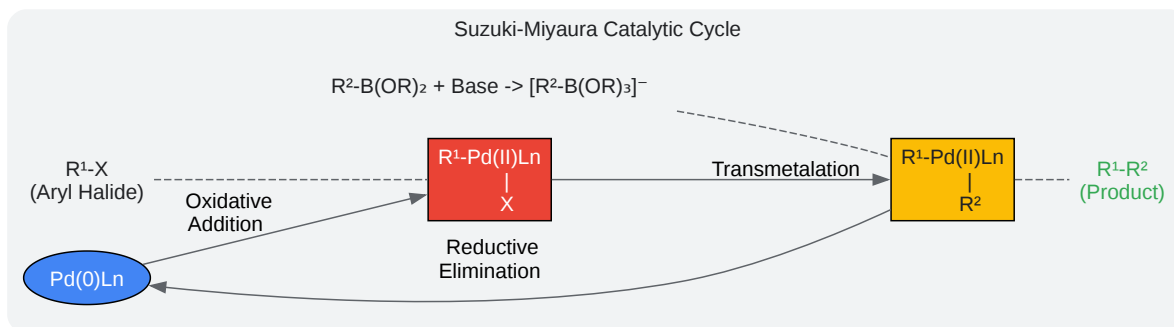 Suzuki-Miyaura Catalytic Cycle
R²-B(OR)₂ + Base -> [R²-B(OR)₃]⁻
R¹-X
(Aryl Halide)
Oxidative
Addition
R¹-Pd(II)Ln
|
X
Transmetalation
R¹-Pd(II)Ln
|
R²
R¹-R²
(Product)
Reductive
Elimination
Pd(0)Ln